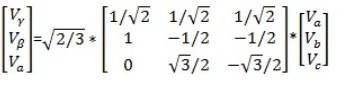 [Vγ Vβ Va] = √2/3 * [1/√2 1/√2 1/√2; 1 −1/2 −1/2; 0 √3/2 −√3/2] * [Va Vb Vc]